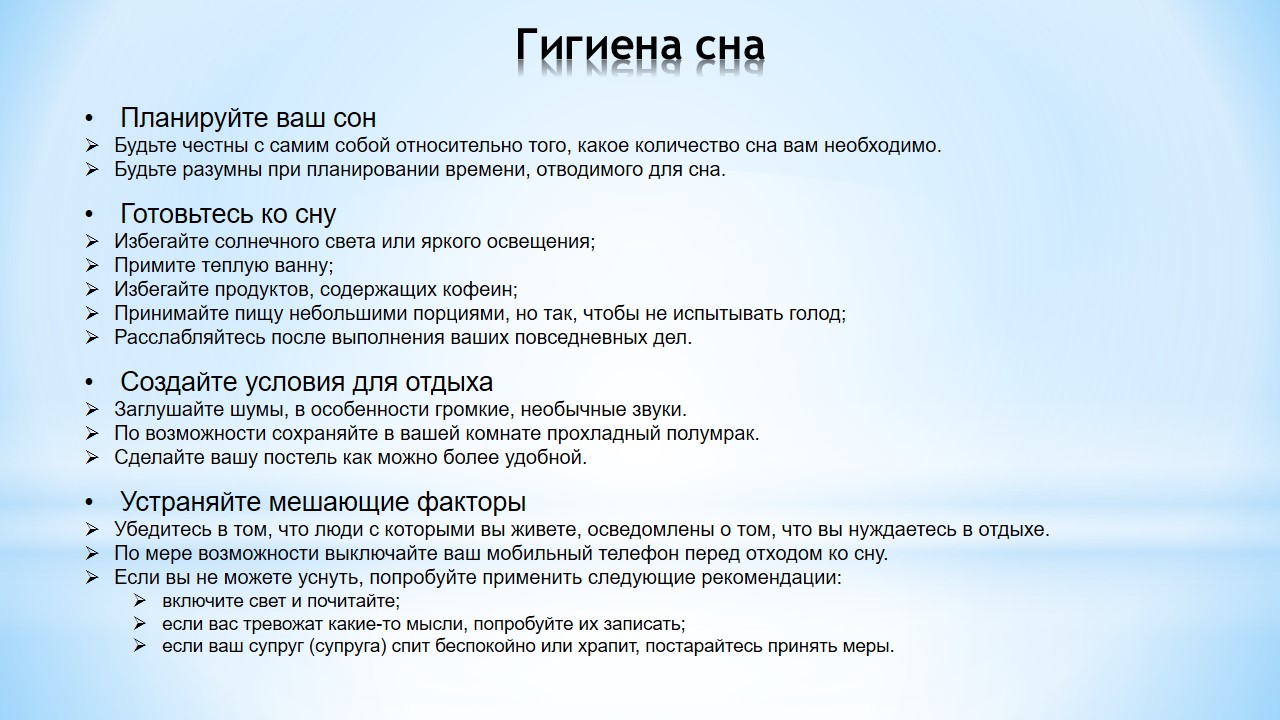 Гигиена сна
• Планируйте ваш сон
➢ Будьте честны с самим собой относительно того, какое количество сна вам необходимо.
➢ Будьте разумны при планировании времени, отводимого для сна.
• Готовьтесь ко сну
➢ Избегайте солнечного света или яркого освещения;
➢ Примите теплую ванну;
➢ Избегайте продуктов, содержащих кофеин;
➢ Принимайте пищу небольшими порциями, но так, чтобы не испытывать голод;
➢ Расслабляйтесь после выполнения ваших повседневных дел.
• Создайте условия для отдыха
➢ Заглушайте шумы, в особенности громкие, необычные звуки.
➢ По возможности сохраняйте в вашей комнате прохладный полумрак.
➢ Сделайте вашу постель как можно более удобной.
• Устраняйте мешающие факторы
➢ Убедитесь в том, что люди с которыми вы живете, осведомлены о том, что вы нуждаетесь в отдыхе.
➢ По мере возможности выключайте ваш мобильный телефон перед отходом ко сну.
➢ Если вы не можете уснуть, попробуйте применить следующие рекомендации:
➢ включите свет и почитайте;
➢ если вас тревожат какие-то мысли, попробуйте их записать;
➢ если ваш супруг (супруга) спит беспокойно или храпит, постарайтесь принять меры.